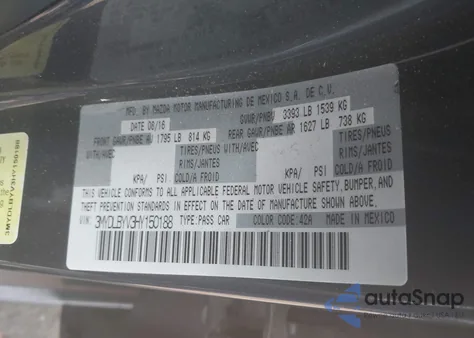 MFD. BY MAZDA MOTOR MANUFACTURING DE MEXICO S.A. DE C.V.
DATE 08/16 GVWR/PNBV 3393 LB 1539 KG
FRONT GAWR/PNBE A 1795 LB 814 KG REAR GAWR/PNBE A 1627 LB 738 KG
WITH/AVEC TIRES/PNEUS WITH/AVEC TIRES/PNEUS
RIMS/JANTES RIMS/JANTES
KPA/ PSI/ COLD/A FROID KPA/ PSI/ COLD/A FROID
THIS VEHICLE CONFORMS TO ALL APPLICABLE FEDERAL MOTOR VEHICLE SAFETY, BUMPER, AND
THEFT PREVENTION STANDARDS IN EFFECT ON THE DATE OF MANUFACTURE SHOWN ABOVE.
3MYDLBYV3HY150188 TYPE:PASS CAR COLOR CODE:42A MADE IN MEXICO
autoSnap